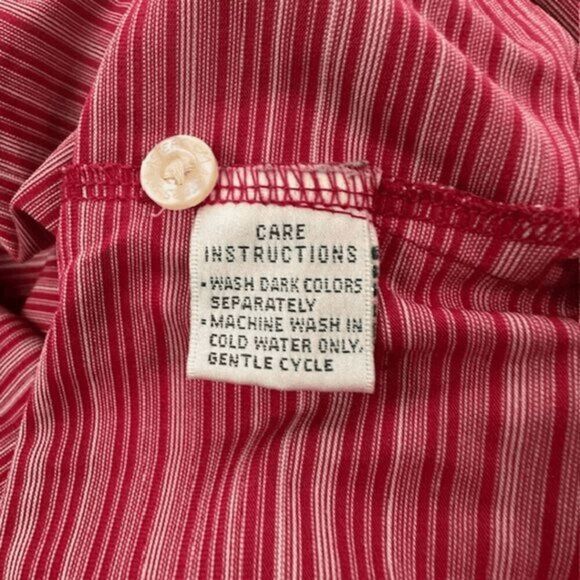 CARE
INSTRUCTIONS
- WASH DARK COLORS
SEPARATELY
- MACHINE WASH IN
COLD WATER ONLY,
GENTLE CYCLE